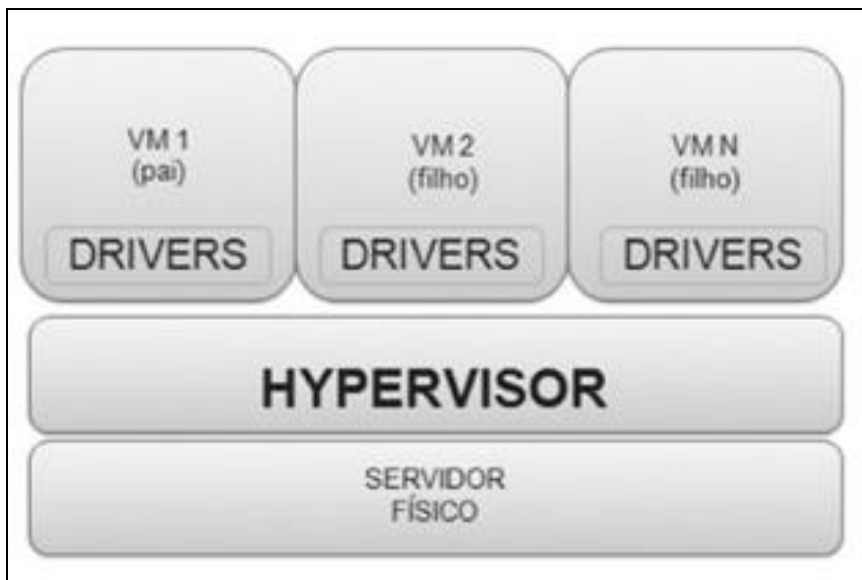 VM 1
(pai)
DRIVERS
VM 2
(filho)
DRIVERS
VM N
(filho)
DRIVERS
HYPERVISOR
SERVIDOR
FÍSICO